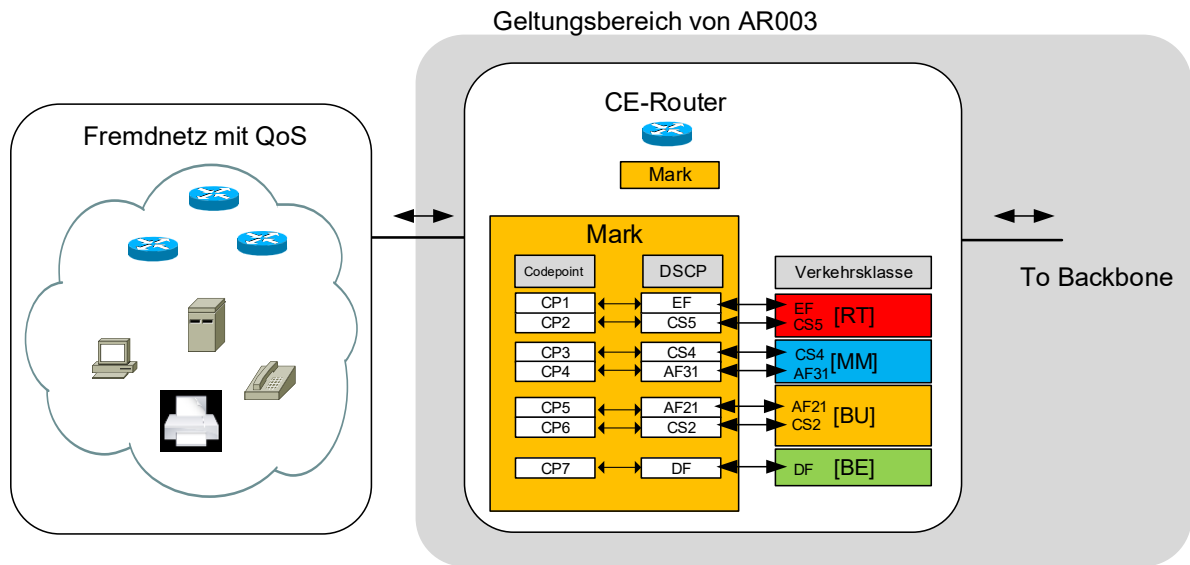 Geltungsbereich von AR003
Fremdnetz mit QoS
CE-Router
Mark
Mark
Codepoint DSCP Verkehrsklasse
CP1 EF EF [RT]
CP2 CS5 CS5
CP3 CS4 CS4 [MM]
CP4 AF31 AF31
CP5 AF21 AF21 [BU]
CP6 CS2 CS2
CP7 DF DF [BE]
To Backbone